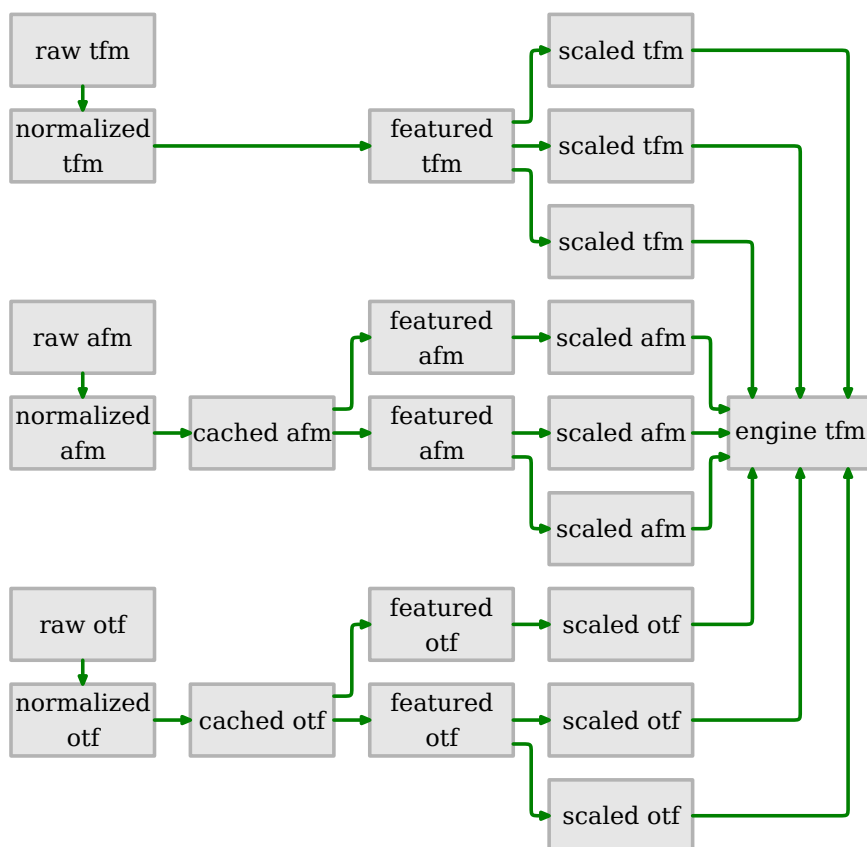 raw tfm
scaled tfm
normalized
tfm
featured
tfm
scaled tfm
scaled tfm
raw afm
featured
afm
scaled afm
normalized
afm
cached afm
featured
afm
scaled afm
engine tfm
scaled afm
raw otf
featured
otf
scaled otf
normalized
otf
cached otf
featured
otf
scaled otf
scaled otf